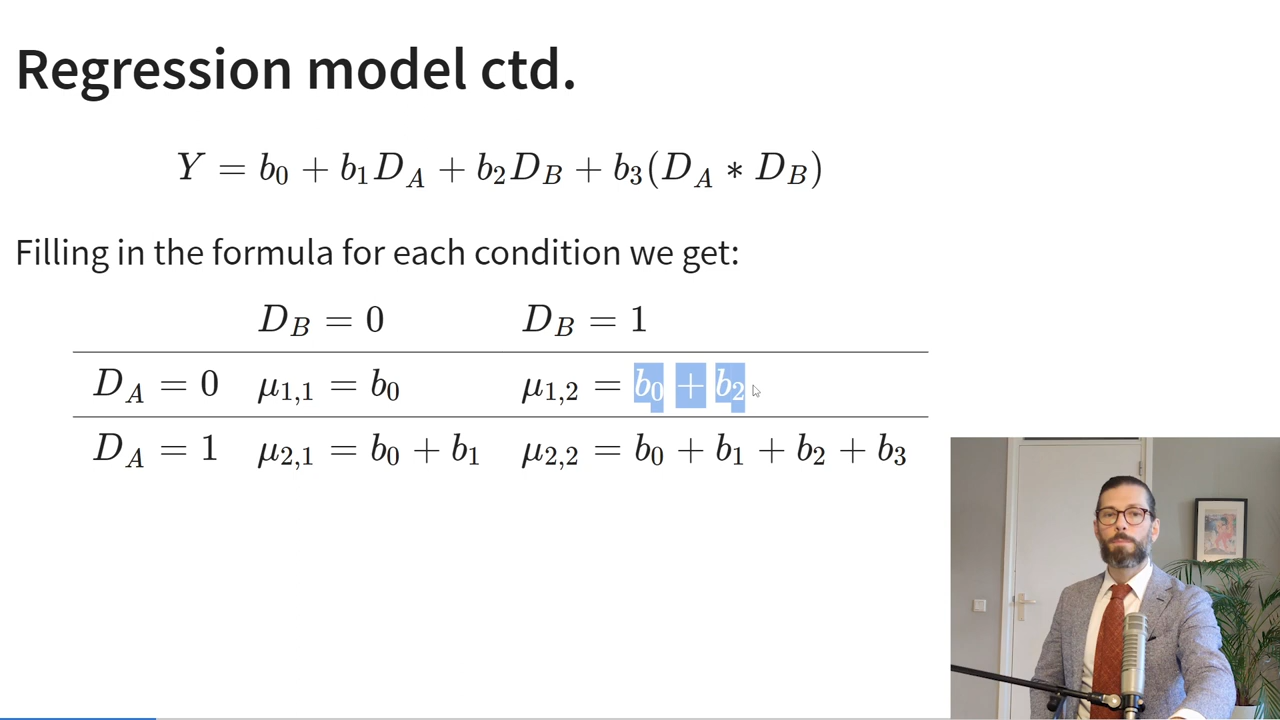 Regression model ctd.
Y = b₀ + b₁D_A + b₂D_B + b₃(D_A * D_B)
Filling in the formula for each condition we get:
D_B = 0 D_B = 1
D_A = 0 μ₁,₁ = b₀ μ₁,₂ = b₀ + b₂
D_A = 1 μ₂,₁ = b₀ + b₁ μ₂,₂ = b₀ + b₁ + b₂ + b₃